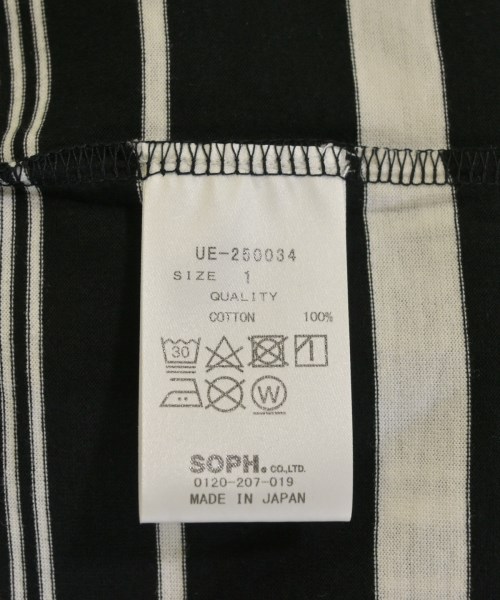 UE-250034
SIZE 1
QUALITY
COTTON 100%
30
W
SOPH. CO.,LTD.
0120-207-019
MADE IN JAPAN